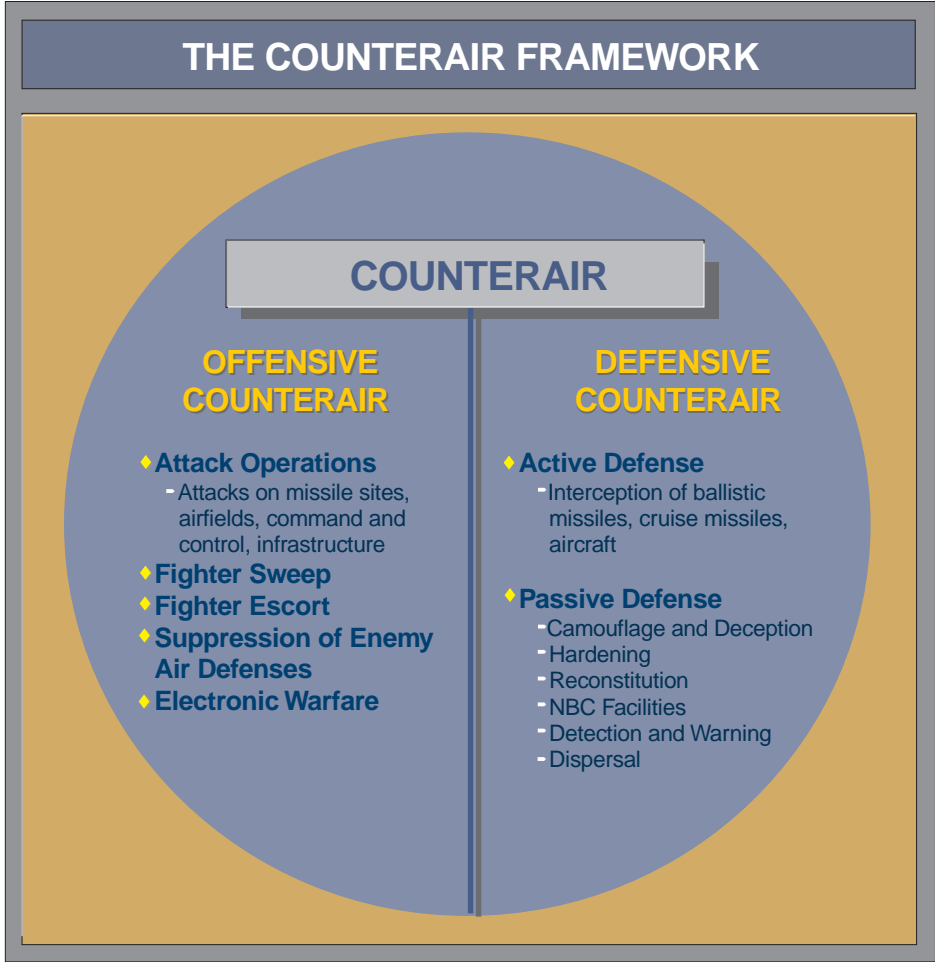 THE COUNTERAIR FRAMEWORK
COUNTERAIR
OFFENSIVE
COUNTERAIR
Attack Operations
-Attacks on missile sites,
airfields, command and
control, infrastructure
Fighter Sweep
Fighter Escort
Suppression of Enemy
Air Defenses
Electronic Warfare
DEFENSIVE
COUNTERAIR
Active Defense
-Interception of ballistic
missiles, cruise missiles,
aircraft
Passive Defense
-Camouflage and Deception
-Hardening
-Reconstitution
-NBC Facilities
-Detection and Warning
-Dispersal